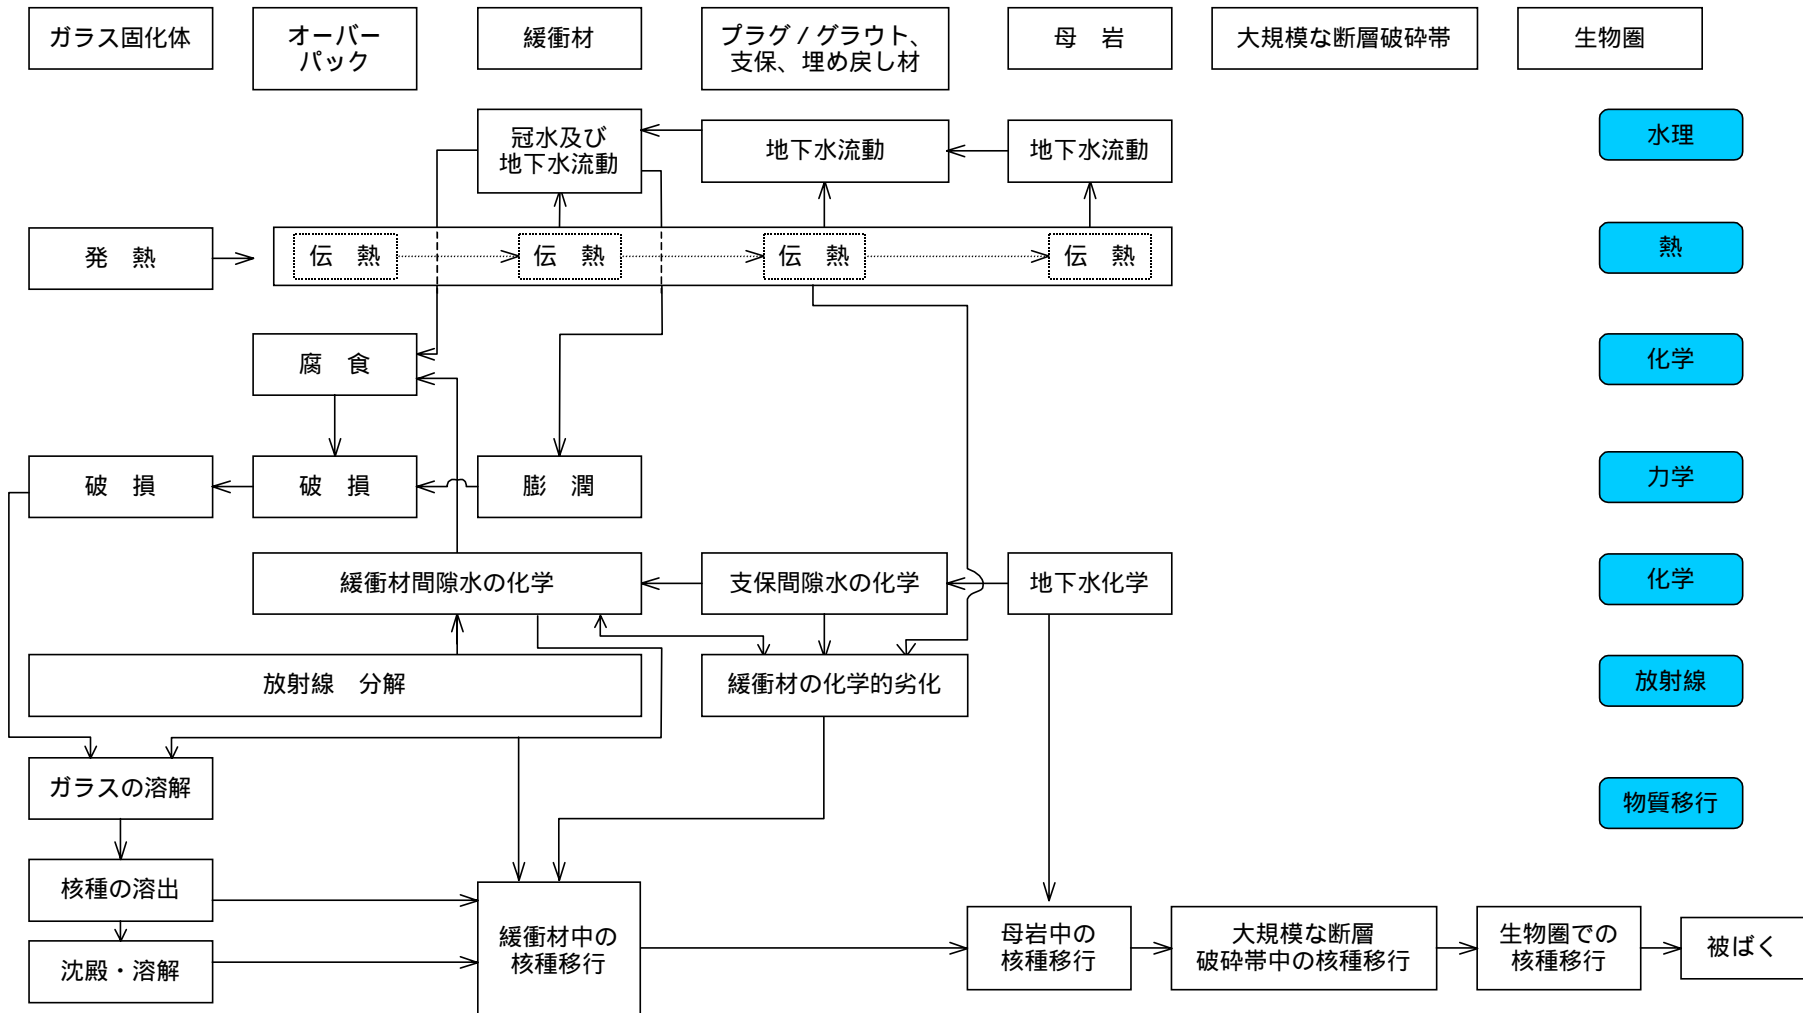 ガラス固化体
オーバー
パック
緩衝材
プラグ / グラウト、
支保、埋め戻し材
母　岩
大規模な断層破砕帯
生物圏
冠水及び
地下水流動
地下水流動
地下水流動
水理
発　熱
伝　熱
伝　熱
伝　熱
伝　熱
熱
腐　食
化学
破　損
破　損
膨　潤
力学
緩衝材間隙水の化学
支保間隙水の化学
地下水化学
化学
放射線　分解
緩衝材の化学的劣化
放射線
ガラスの溶解
物質移行
核種の溶出
沈殿・溶解
緩衝材中の
核種移行
母岩中の
核種移行
大規模な断層
破砕帯中の核種移行
生物圏での
核種移行
被ばく